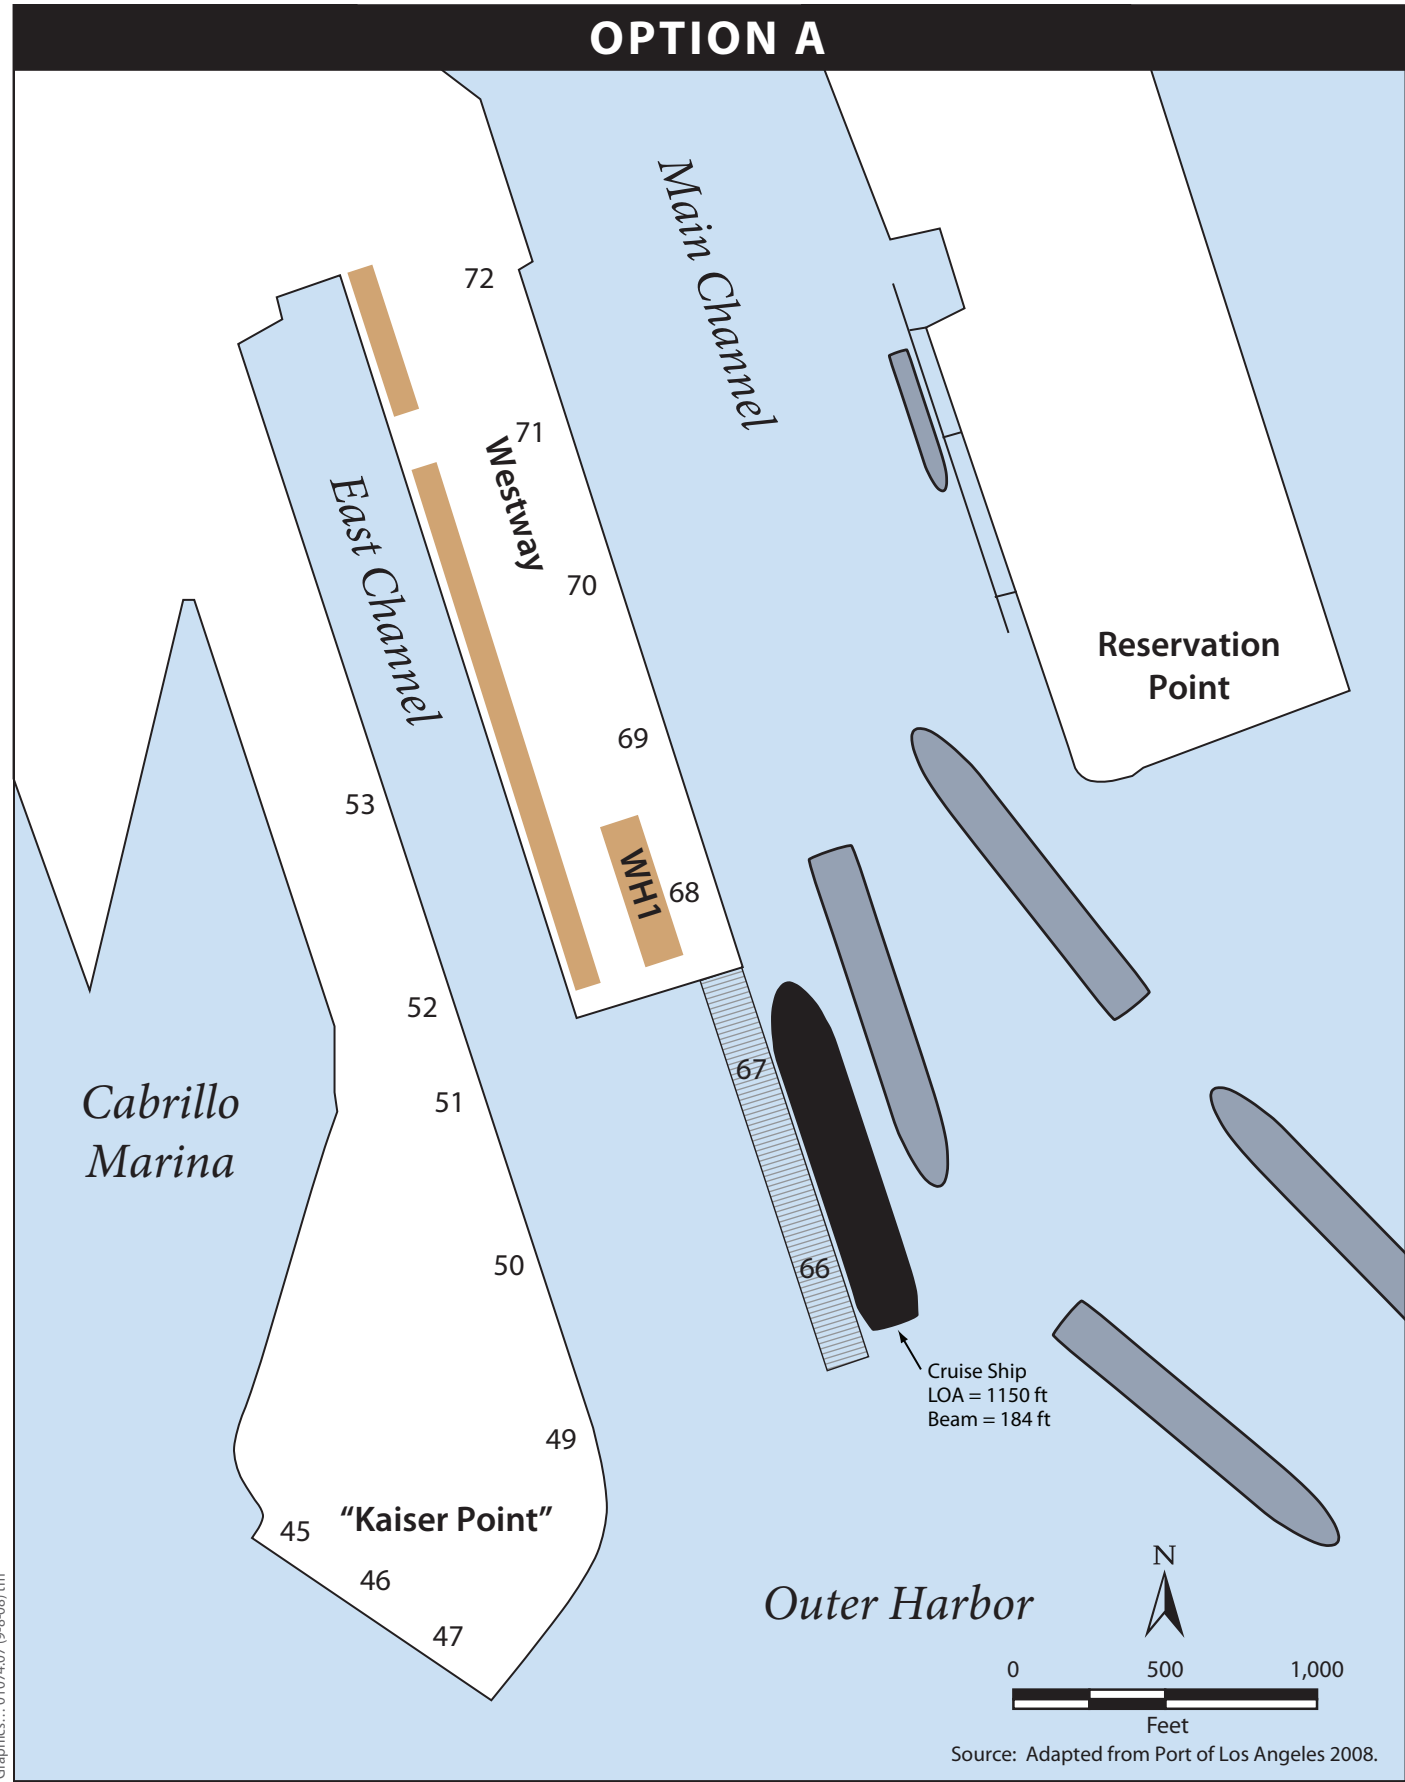 OPTION A
Main Channel
72
71
Westway
East Channel
70
Reservation
Point
69
53
WH1
68
52
67
Cabrillo
Marina
51
50
66
Cruise Ship
LOA = 1150 ft
Beam = 184 ft
49
"Kaiser Point"
45
46
47
Outer Harbor
N
0 500 1,000
Feet
Source: Adapted from Port of Los Angeles 2008.